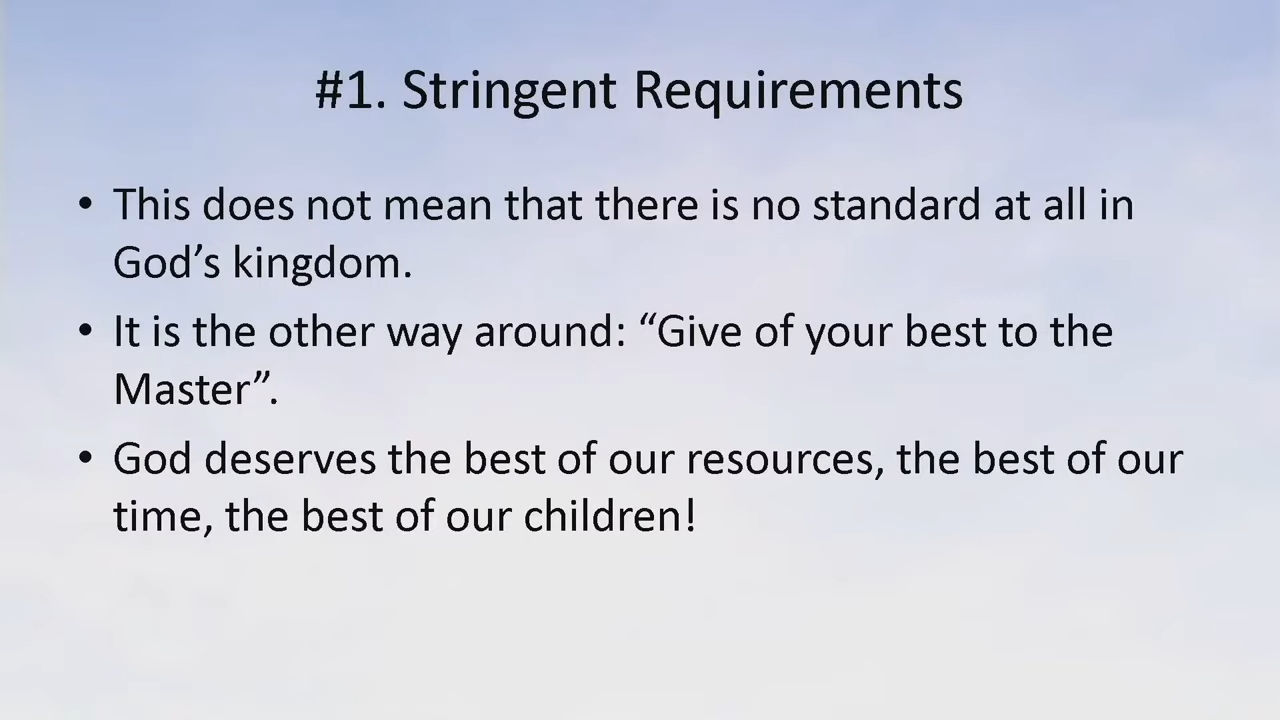 #1. Stringent Requirements
• This does not mean that there is no standard at all in
God’s kingdom.
• It is the other way around: “Give of your best to the
Master”.
• God deserves the best of our resources, the best of our
time, the best of our children!